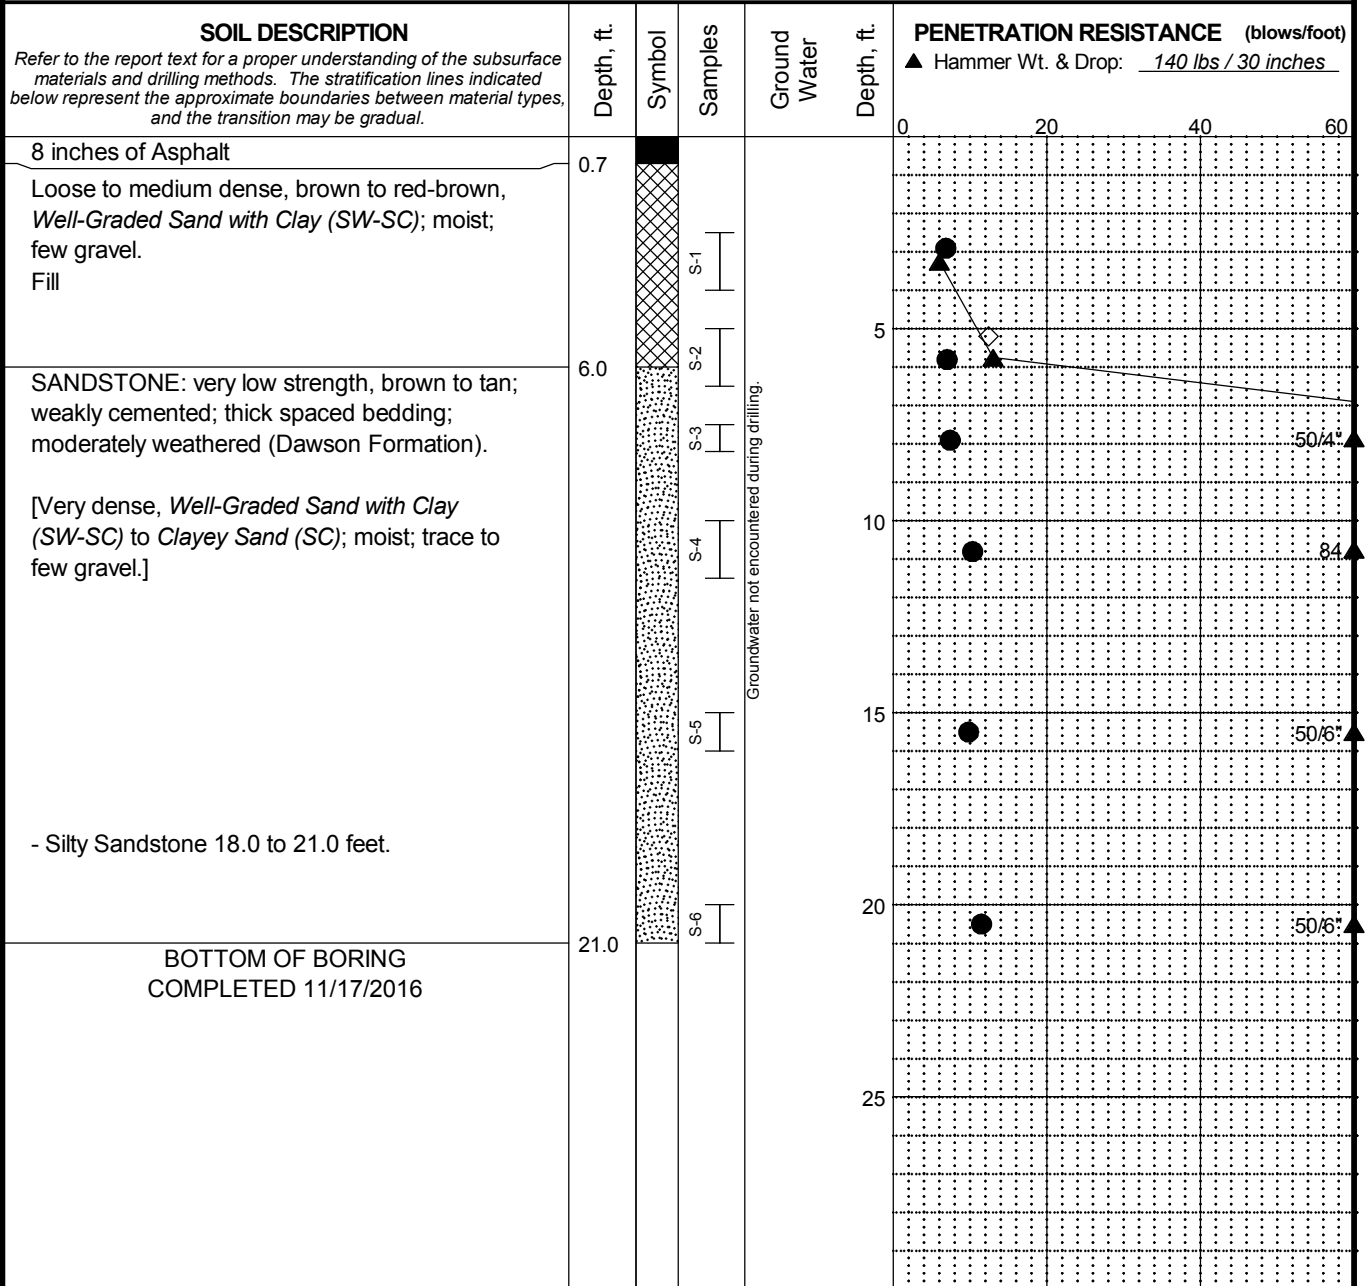 SOIL DESCRIPTION
Refer to the report text for a proper understanding of the subsurface
materials and drilling methods. The stratification lines indicated
below represent the approximate boundaries between material types,
and the transition may be gradual.
Depth, ft.
Symbol
Samples
Ground
Water
Depth, ft.
PENETRATION RESISTANCE (blows/foot)
▲ Hammer Wt. & Drop: 140 lbs / 30 inches
0 20 40 60
8 inches of Asphalt
0.7
Loose to medium dense, brown to red-brown,
Well-Graded Sand with Clay (SW-SC); moist;
few gravel.
Fill
S-1
5
S-2
6.0
SANDSTONE: very low strength, brown to tan;
weakly cemented; thick spaced bedding;
moderately weathered (Dawson Formation).
S-3
50/4"
Groundwater not encountered during drilling.
[Very dense, Well-Graded Sand with Clay
(SW-SC) to Clayey Sand (SC); moist; trace to
few gravel.]
10
S-4
84
15
S-5
50/6"
- Silty Sandstone 18.0 to 21.0 feet.
20
S-6
50/6"
21.0
BOTTOM OF BORING
COMPLETED 11/17/2016
25